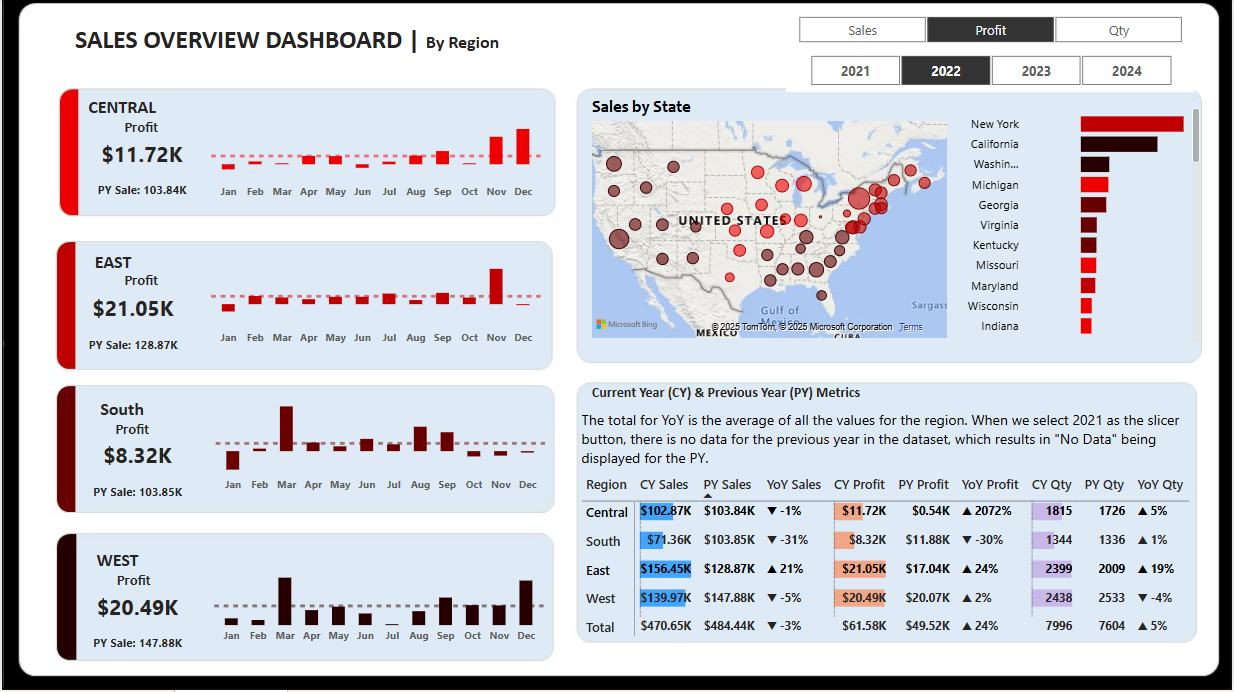 SALES OVERVIEW DASHBOARD | By Region
Sales Profit Qty
2021 2022 2023 2024
CENTRAL
Profit
$11.72K
PY Sale: 103.84K
Jan Feb Mar Apr May Jun Jul Aug Sep Oct Nov Dec
EAST
Profit
$21.05K
PY Sale: 128.87K
Jan Feb Mar Apr May Jun Jul Aug Sep Oct Nov Dec
South
Profit
$8.32K
PY Sale: 103.85K
Jan Feb Mar Apr May Jun Jul Aug Sep Oct Nov Dec
WEST
Profit
$20.49K
PY Sale: 147.88K
Jan Feb Mar Apr May Jun Jul Aug Sep Oct Nov Dec
Sales by State
UNITED STATES
Gulf of
Mexico
Sargass
MEXICO
CUBA
Microsoft Bing
© 2025 TomTom, © 2025 Microsoft Corporation Terms
New York
California
Washin...
Michigan
Georgia
Virginia
Kentucky
Missouri
Maryland
Wisconsin
Indiana
Current Year (CY) & Previous Year (PY) Metrics
The total for YoY is the average of all the values for the region. When we select 2021 as the slicer
button, there is no data for the previous year in the dataset, which results in "No Data" being
displayed for the PY.
Region CY Sales PY Sales YoY Sales CY Profit PY Profit YoY Profit CY Qty PY Qty YoY Qty
Central $102.87K $103.84K ▼ -1% $11.72K $0.54K ▲ 2072% 1815 1726 ▲ 5%
South $71.36K $103.85K ▼ -31% $8.32K $11.88K ▼ -30% 1344 1336 ▲ 1%
East $156.45K $128.87K ▲ 21% $21.05K $17.04K ▲ 24% 2399 2009 ▲ 19%
West $139.97K $147.88K ▼ -5% $20.49K $20.07K ▲ 2% 2438 2533 ▼ -4%
Total $470.65K $484.44K ▼ -3% $61.58K $49.52K ▲ 24% 7996 7604 ▲ 5%